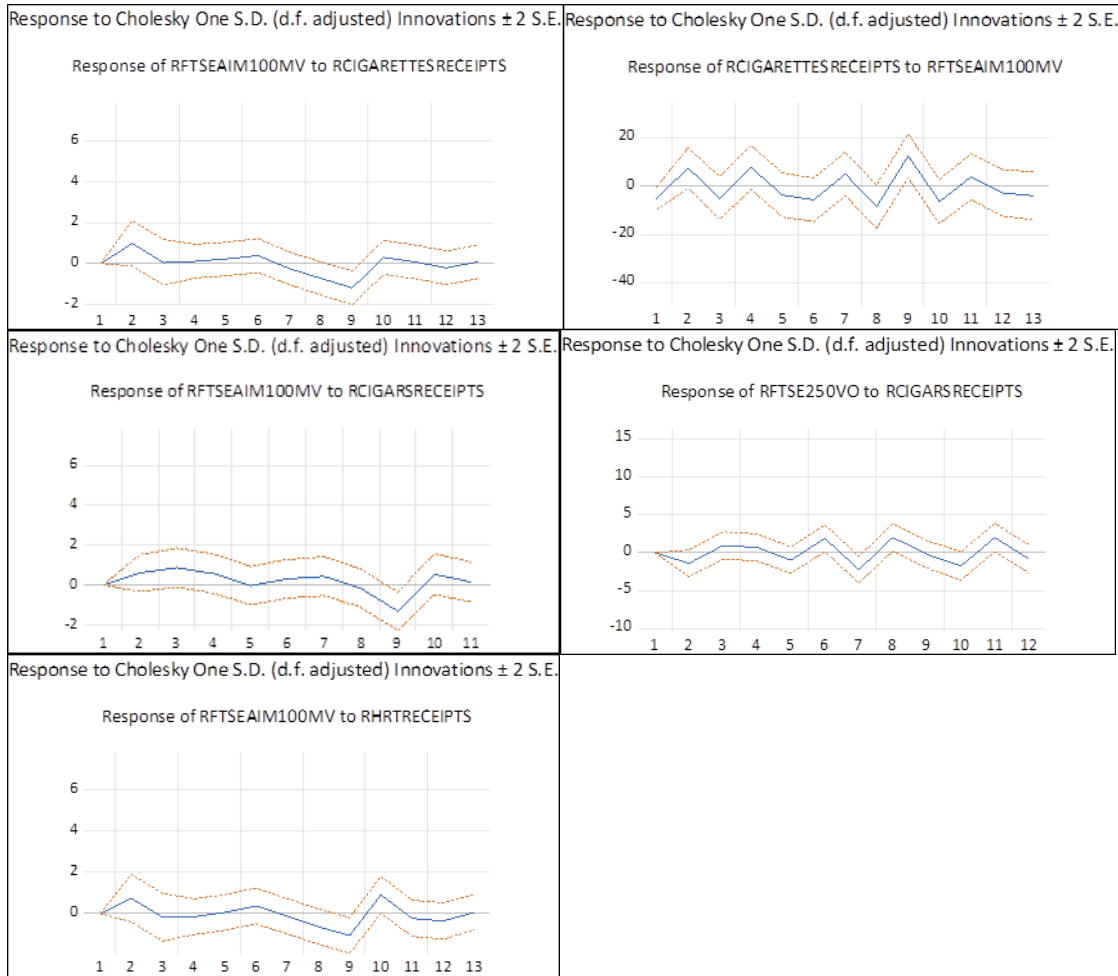 Response to Cholesky One S.D. (d.f. adjusted) Innovations ± 2 S.E.
Response of RFTSEAIM100MV to RCIGARETTESRECEIPTS
6
4
2
0
-2
1 2 3 4 5 6 7 8 9 10 11 12 13
Response to Cholesky One S.D. (d.f. adjusted) Innovations ± 2 S.E.
Response of RCIGARETTESRECEIPTS to RFTSEAIM100MV
20
0
-20
-40
1 2 3 4 5 6 7 8 9 10 11 12 13
Response to Cholesky One S.D. (d.f. adjusted) Innovations ± 2 S.E.
Response of RFTSEAIM100MV to RCIGARSRECEIPTS
6
4
2
0
-2
1 2 3 4 5 6 7 8 9 10 11
Response to Cholesky One S.D. (d.f. adjusted) Innovations ± 2 S.E.
Response of RFTSE250VO to RCIGARSRECEIPTS
15
10
5
0
-5
-10
1 2 3 4 5 6 7 8 9 10 11 12
Response to Cholesky One S.D. (d.f. adjusted) Innovations ± 2 S.E.
Response of RFTSEAIM100MV to RHRTRECEIPTS
6
4
2
0
1 2 3 4 5 6 7 8 9 10 11 12 13